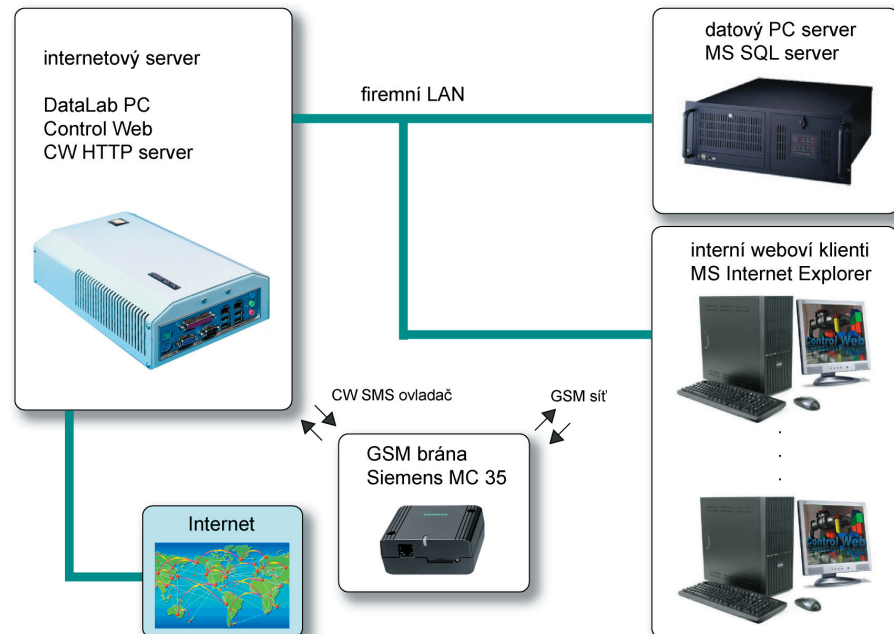 internetový server
DataLab PC
Control Web
CW HTTP server
firemní LAN
datový PC server
MS SQL server
interní weboví klienti
MS Internet Explorer
Control Web
CW SMS ovladač
GSM síť
GSM brána
Siemens MC 35
Internet
Control Web